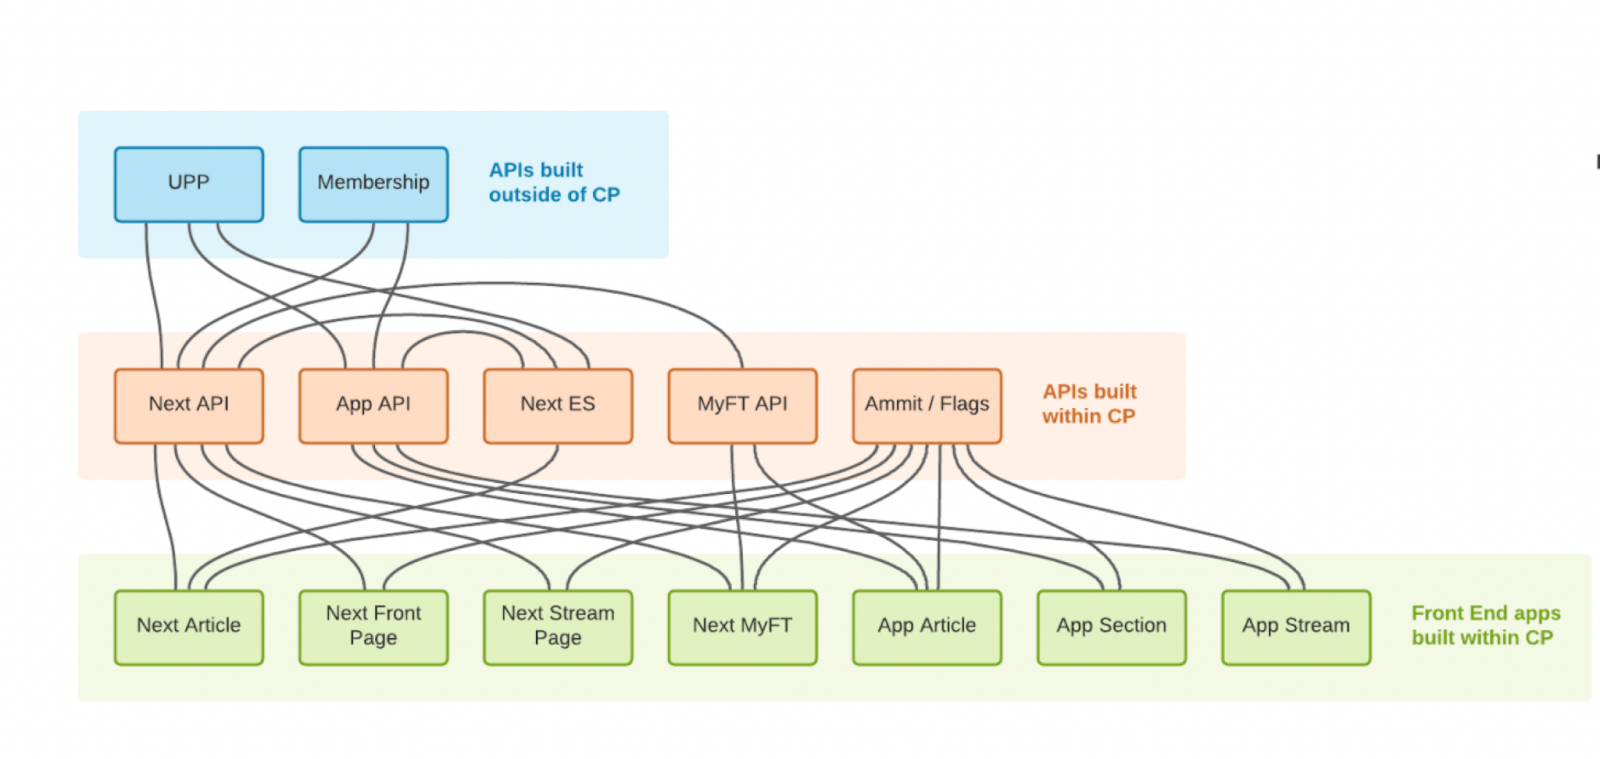 UPP
Membership
APIs built
outside of CP
Next API
App API
Next ES
MyFT API
Ammit / Flags
APIs built
within CP
Next Article
Next Front
Page
Next Stream
Page
Next MyFT
App Article
App Section
App Stream
Front End apps
built within CP